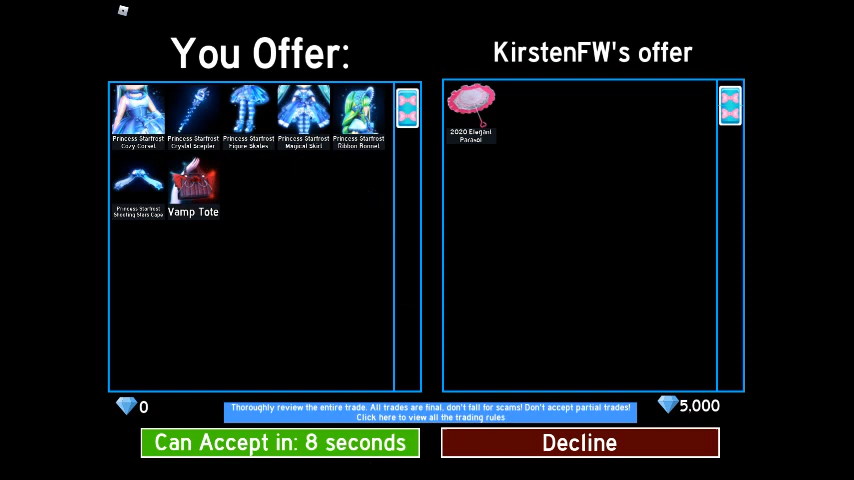 You Offer:
KirstenFW's offer
Princess Starfrost
Cozy Corset
Princess Starfrost
Crystal Scepter
Princess Starfrost
Figure Skates
Princess Starfrost
Magical Skirt
Princess Starfrost
Ribbon Bonnet
2020 Elegant
Parasol
Princess Starfrost
Shooting Stars Cape
Vamp Tote
0
5,000
Thoroughly review the entire trade. All trades are final, don't fall for scams! Don't accept partial trades!
Click here to view all the trading rules
Can Accept in: 8 seconds
Decline